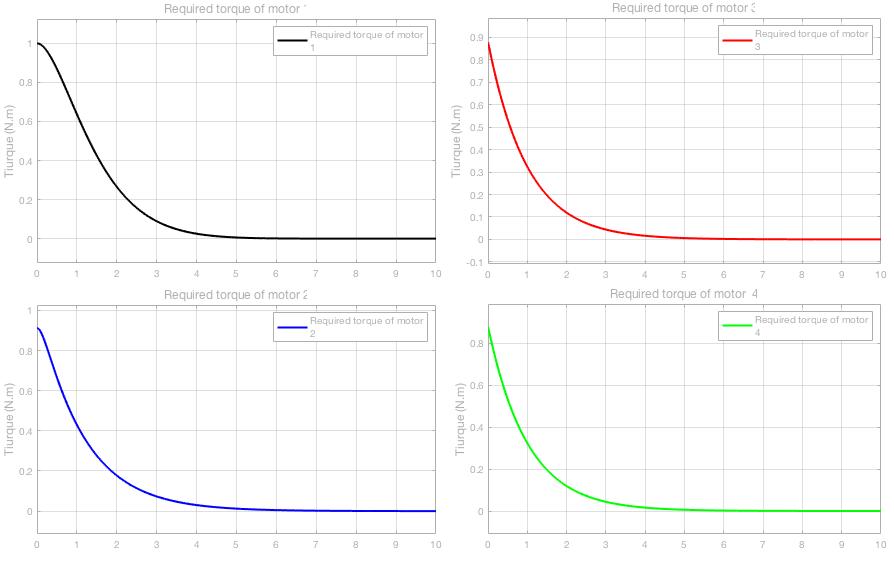 Required torque of motor 1
Required torque of motor
1
Tiurque (N.m)
1
0.8
0.6
0.4
0.2
0
0 1 2 3 4 5 6 7 8 9 10
Required torque of motor 3
Required torque of motor
3
Tiurque (N.m)
0.9
0.8
0.7
0.6
0.5
0.4
0.3
0.2
0.1
0
-0.1
0 1 2 3 4 5 6 7 8 9 10
Required torque of motor 2
Required torque of motor
2
Tiurque (N.m)
1
0.8
0.6
0.4
0.2
0
0 1 2 3 4 5 6 7 8 9 10
Required torque of motor 4
Required torque of motor
4
Tiurque (N.m)
0.8
0.6
0.4
0.2
0
0 1 2 3 4 5 6 7 8 9 10